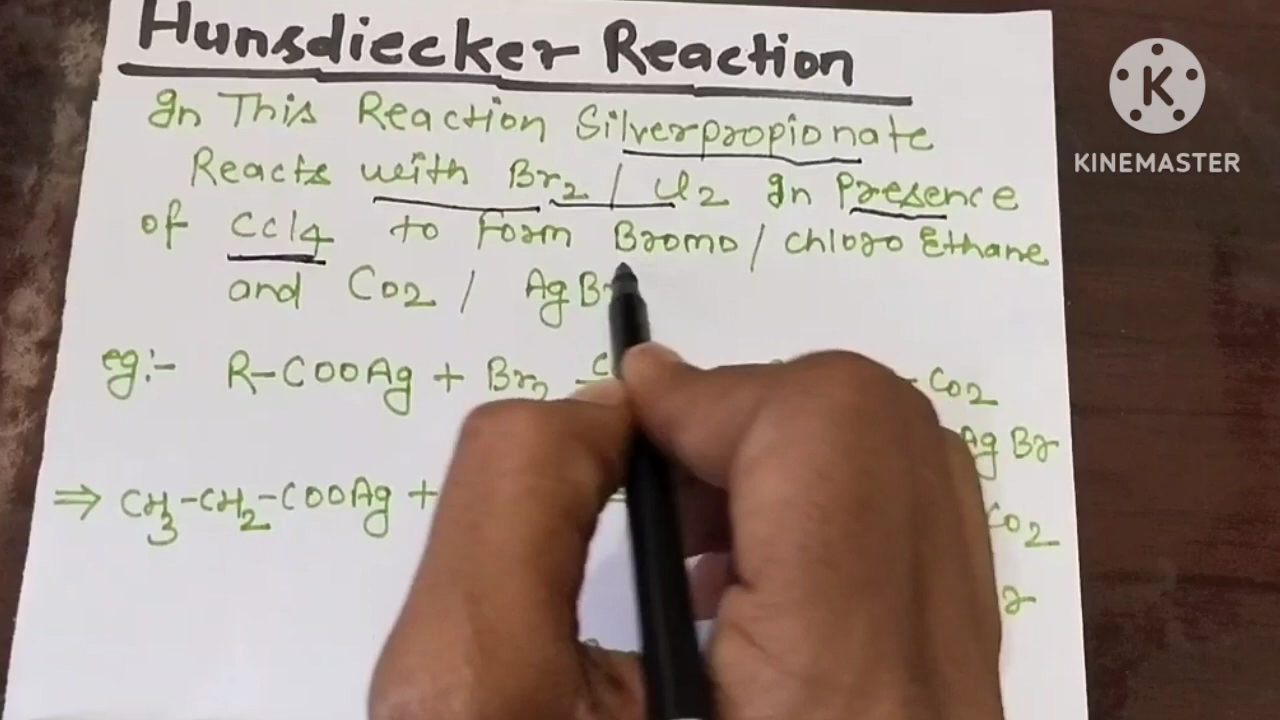 Hunsdiecker Reaction
In This Reaction Silverpropionate
Reacts with Br2 / Cl2 In Presence
of CCl4 to Form Bromo / Chloro Ethane
and CO2 / AgBr
eg:- R-COOAg + Br2 CO2
AgBr
⇒ CH3-CH2-COOAg + CO2
K
KINEMASTER